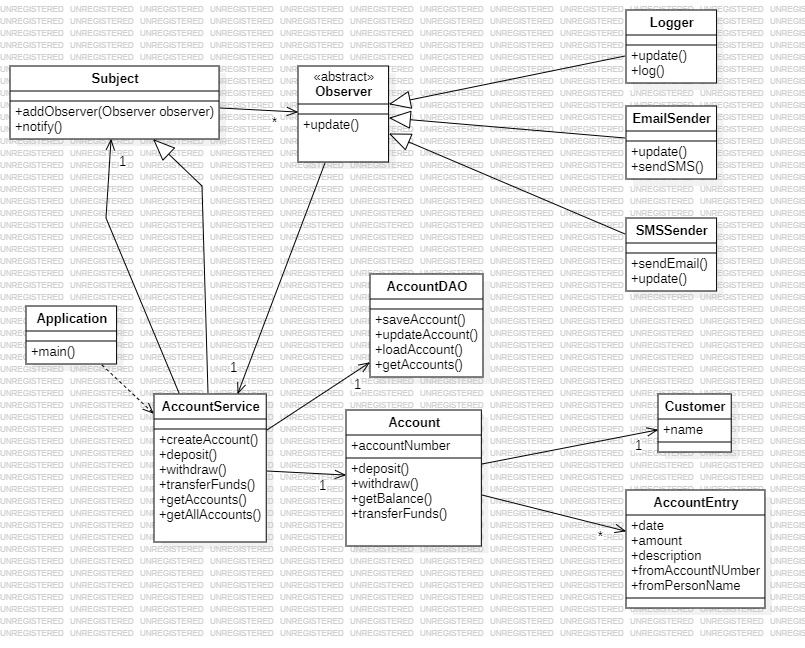 Subject
+addObserver(Observer observer)
+notify()
«abstract»
Observer
+update()
Logger
+update()
+log()
EmailSender
+update()
+sendSMS()
SMSSender
+sendEmail()
+update()
*
1
Application
+main()
AccountDAO
+saveAccount()
+updateAccount()
+loadAccount()
+getAccounts()
1
1
AccountService
+createAccount()
+deposit()
+withdraw()
+transferFunds()
+getAccounts()
+getAllAccounts()
1
Account
+accountNumber
+deposit()
+withdraw()
+getBalance()
+transferFunds()
Customer
+name
1
*
AccountEntry
+date
+amount
+description
+fromAccountNUmber
+fromPersonName
UNREGISTERED